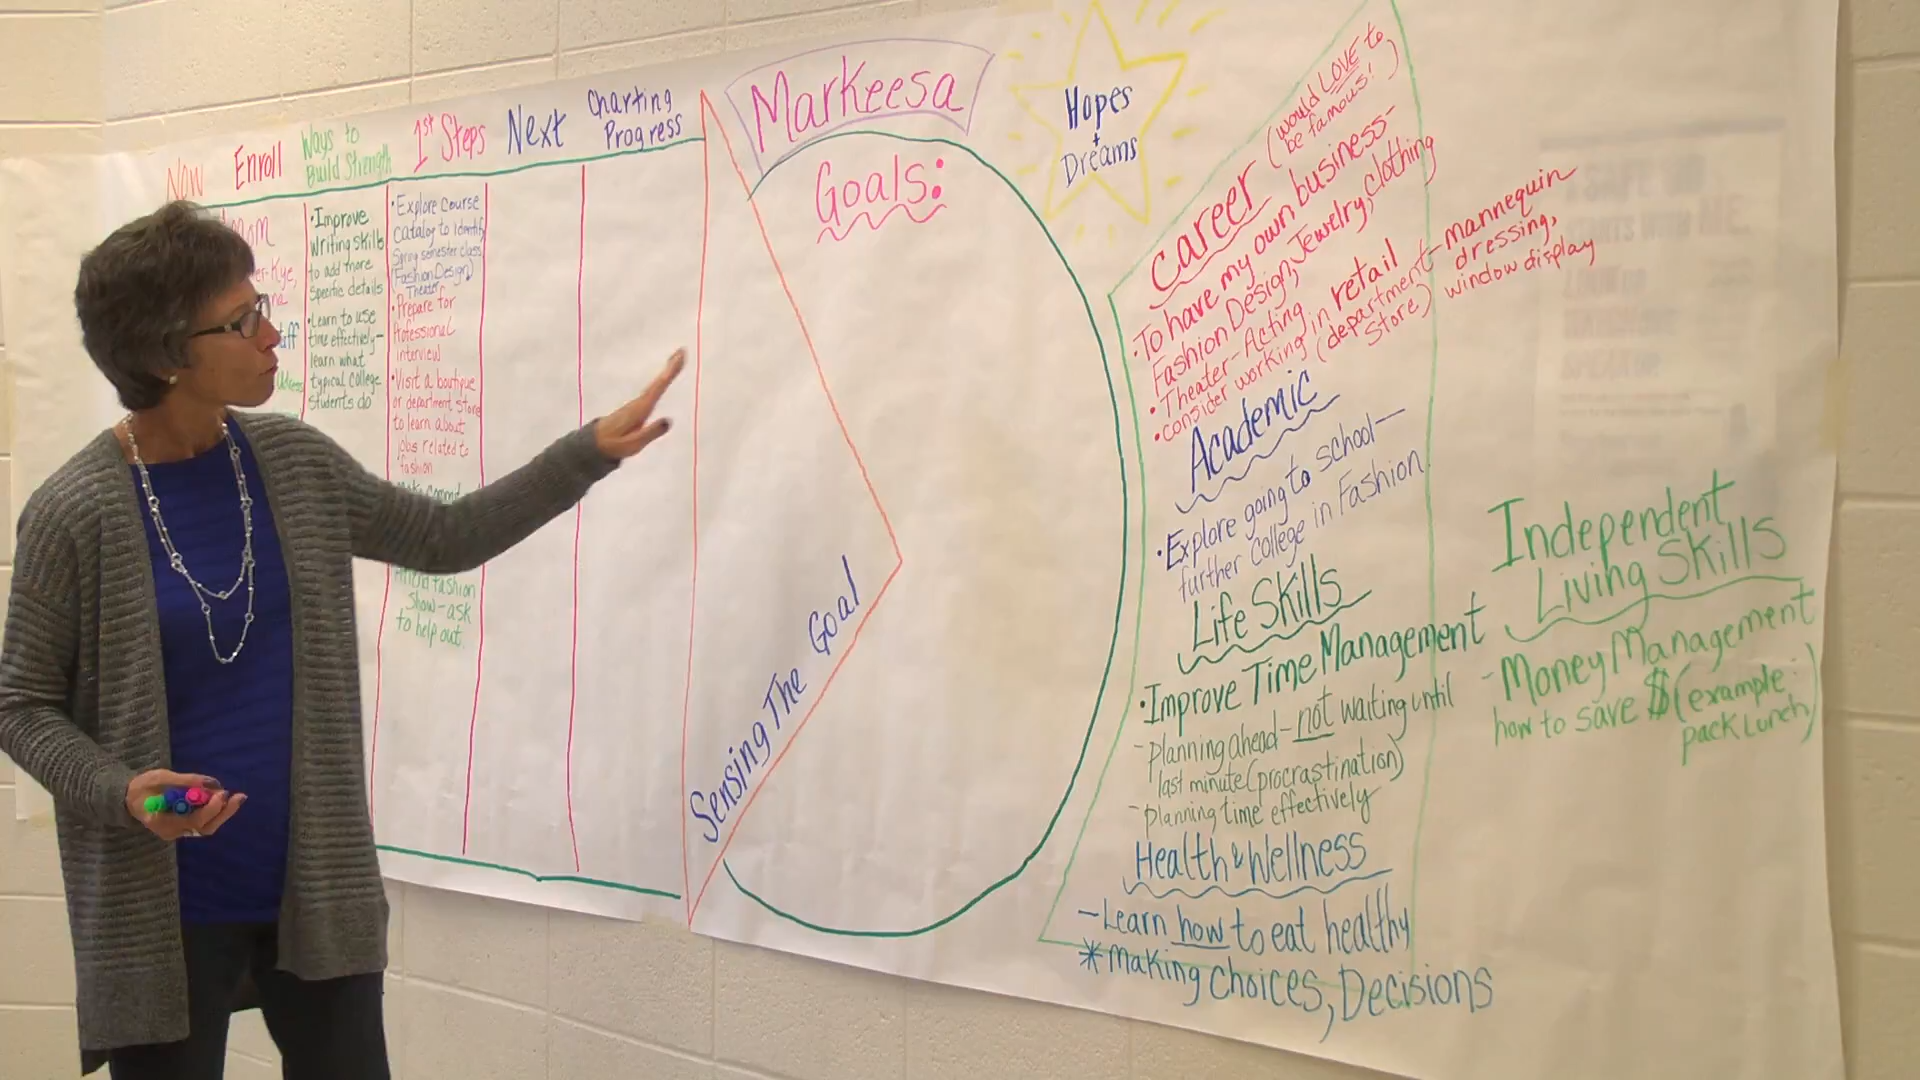 Now
Enroll
Ways to
Build Strength
1st Steps
Next
Charting
Progress
Markeesa
Goals:
Hopes
+
Dreams
•Improve
Writing skills
to add more
specific details
•Learn to use
time effectively-
learn what
typical college
students do
•Explore course
catalog to identify
Spring semester class
(Fashion Design)
Theater
•Prepare for
Professional
interview
•Visit a boutique
or department store
to learn about
jobs related to
fashion
Attend fashion
show-ask
to help out
Sensing The Goal
Career (would LOVE to
be famous!)
•To have my own business-
Fashion Design, Jewelry, clothing
•Theater-Acting
•consider working in retail
(department store)
-mannequin
dressing,
window display
Academic
•Explore going to school-
further college in Fashion
Life Skills
•Improve Time Management
-planning ahead-not waiting until
last minute (procrastination)
-planning time effectively
Health & Wellness
-Learn how to eat healthy
*Making Choices, Decisions
Independent
Living Skills
-Money Management
how to save $ (example:
pack lunch)